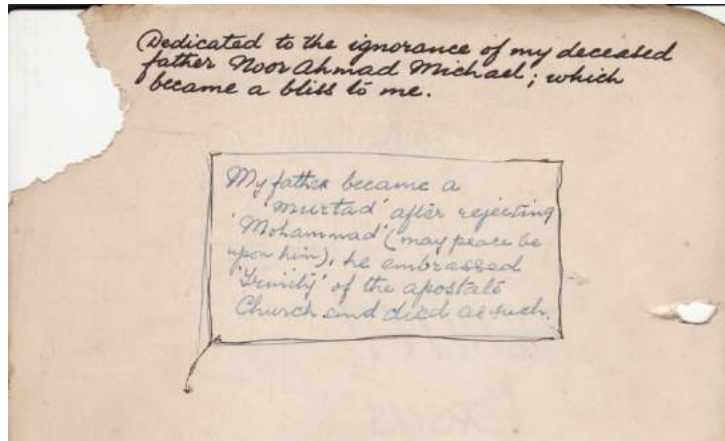 Dedicated to the ignorance of my deceased
father Noor Ahmad Michael; which
became a bliss to me.
My father became a
'murtad' after rejecting
'Mohammad' (may peace be
upon him), he embrassed
'Trinity' of the apostate
Church and died as such.